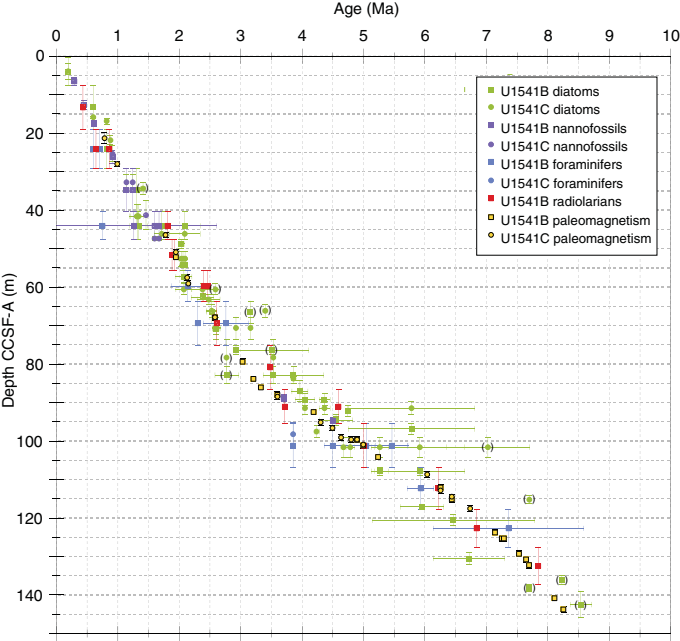 Age (Ma)
0 1 2 3 4 5 6 7 8 9 10
Depth CCSF-A (m)
0
20
40
60
80
100
120
140
U1541B diatoms
U1541C diatoms
U1541B nannofossils
U1541C nannofossils
U1541B foraminifers
U1541C foraminifers
U1541B radiolarians
U1541B paleomagnetism
U1541C paleomagnetism